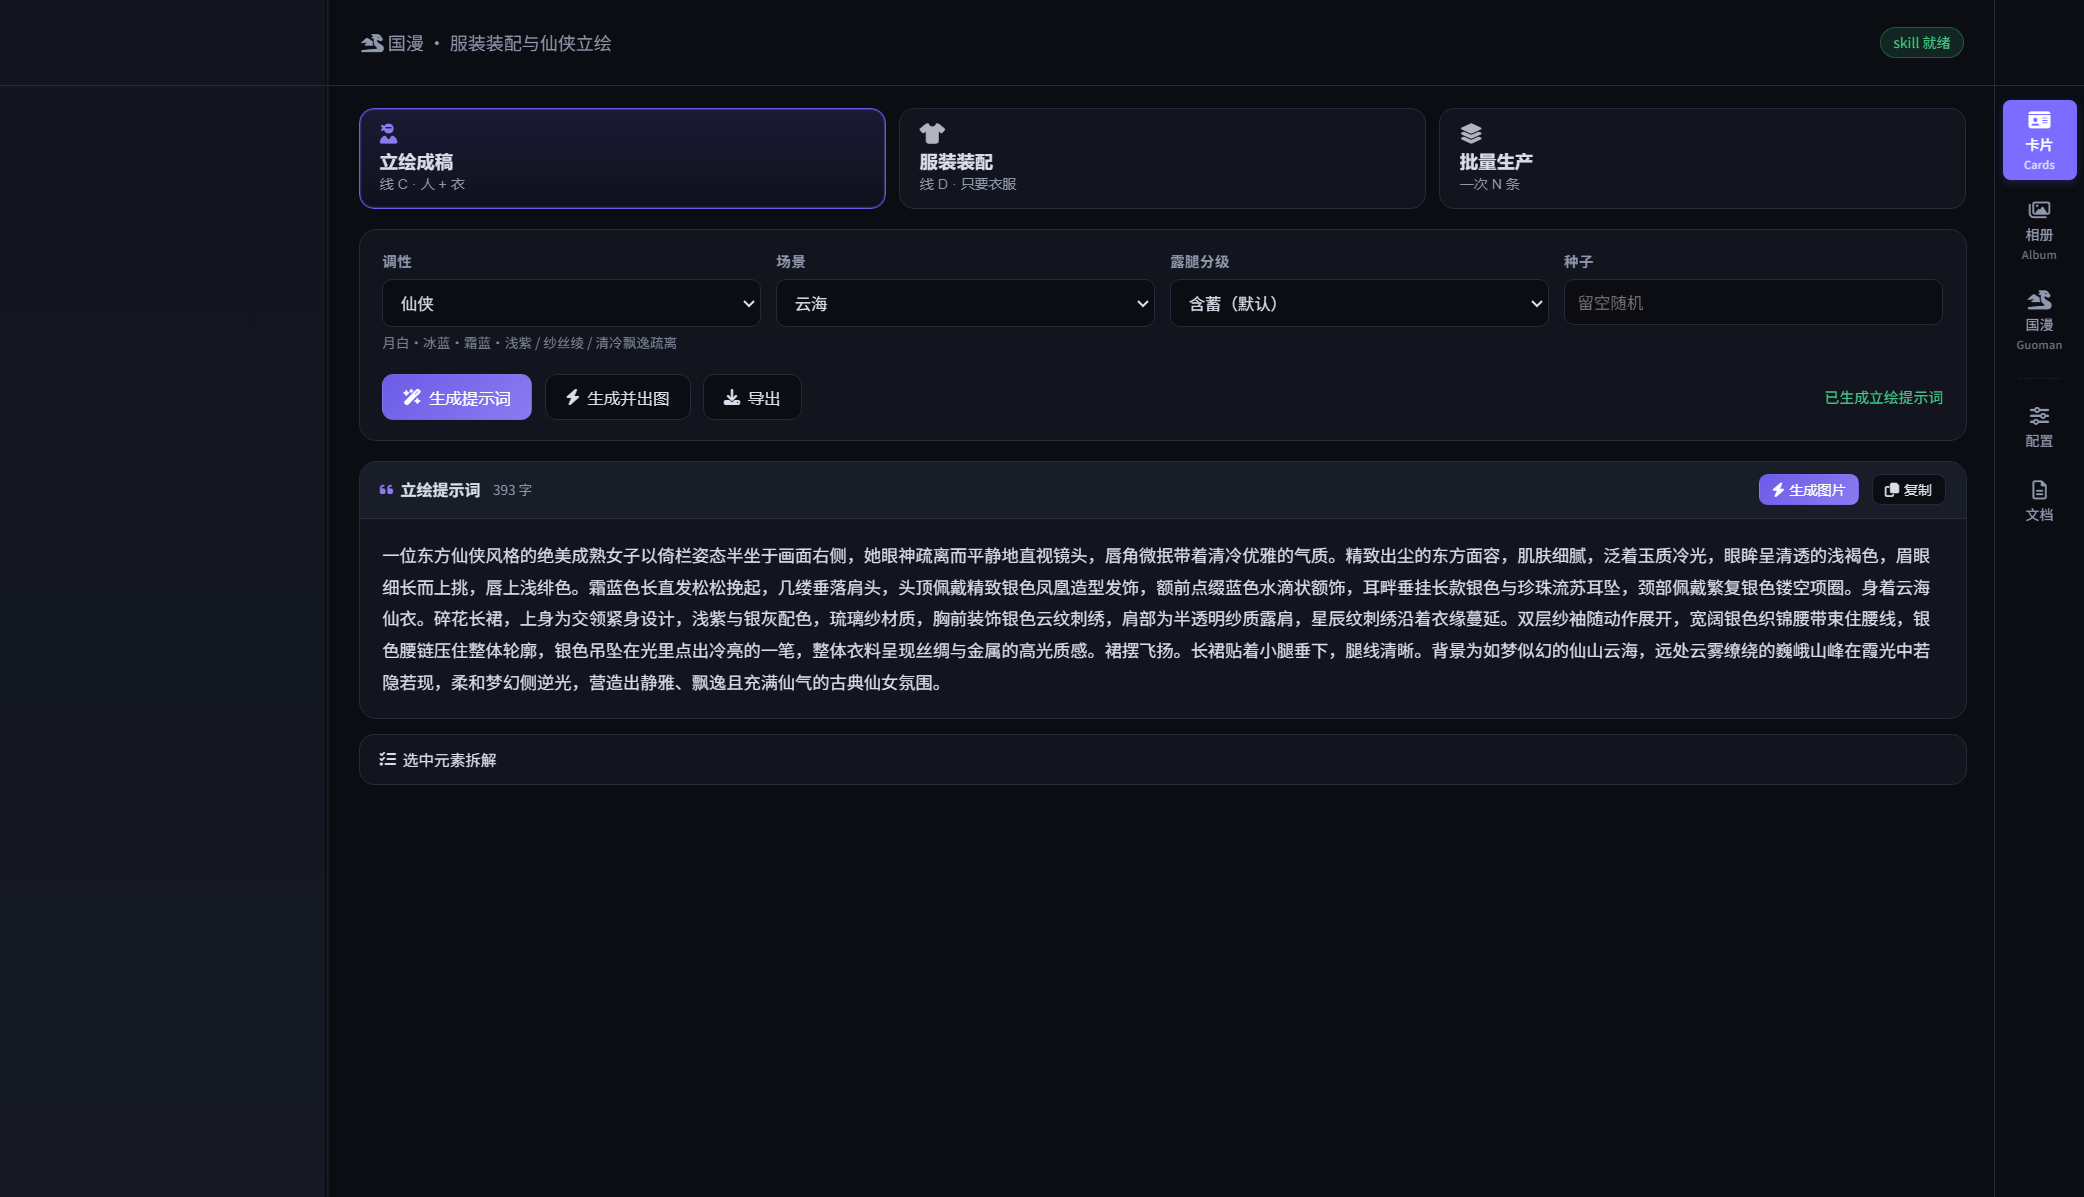 国漫 · 服装装配与仙侠立绘
skill 就绪
立绘成稿
线 C · 人 + 衣
服装装配
线 D · 只要衣服
批量生产
一次 N 条
调性
场景
露腿分级
种子
仙侠
云海
含蓄（默认）
留空随机
月白・冰蓝・霜蓝・浅紫 / 纱丝绫 / 清冷飘逸疏离
生成提示词
生成并出图
导出
已生成立绘提示词
立绘提示词 393 字
生成图片
复制
一位东方仙侠风格的绝美成熟女子以倚栏姿态半坐于画面右侧，她眼神疏离而平静地直视镜头，唇角微抿带着清冷优雅的气质。精致出尘的东方面容，肌肤细腻，泛着玉质冷光，眼眸呈清透的浅褐色，眉眼
细长而上挑，唇上浅绯色。霜蓝色长直发松松挽起，几缕垂落肩头，头顶佩戴精致银色凤凰造型发饰，额前点缀蓝色水滴状额饰，耳畔垂挂长款银色与珍珠流苏耳坠，颈部佩戴繁复银色镂空项圈。身着云海
仙衣。碎花长裙，上身为交领紧身设计，浅紫与银灰配色，琉璃纱材质，胸前装饰银色云纹刺绣，肩部为半透明纱质露肩，星辰纹刺绣沿着衣缘蔓延。双层纱袖随动作展开，宽阔银色织锦腰带束住腰线，银
色腰链压住整体轮廓，银色吊坠在光里点出冷亮的一笔，整体衣料呈现丝绸与金属的高光质感。裙摆飞扬。长裙贴着小腿垂下，腿线清晰。背景为如梦似幻的仙山云海，远处云雾缭绕的巍峨山峰在霞光中若
隐若现，柔和梦幻侧逆光，营造出静雅、飘逸且充满仙气的古典仙女氛围。
选中元素拆解
卡片
Cards
相册
Album
国漫
Guoman
配置
文档